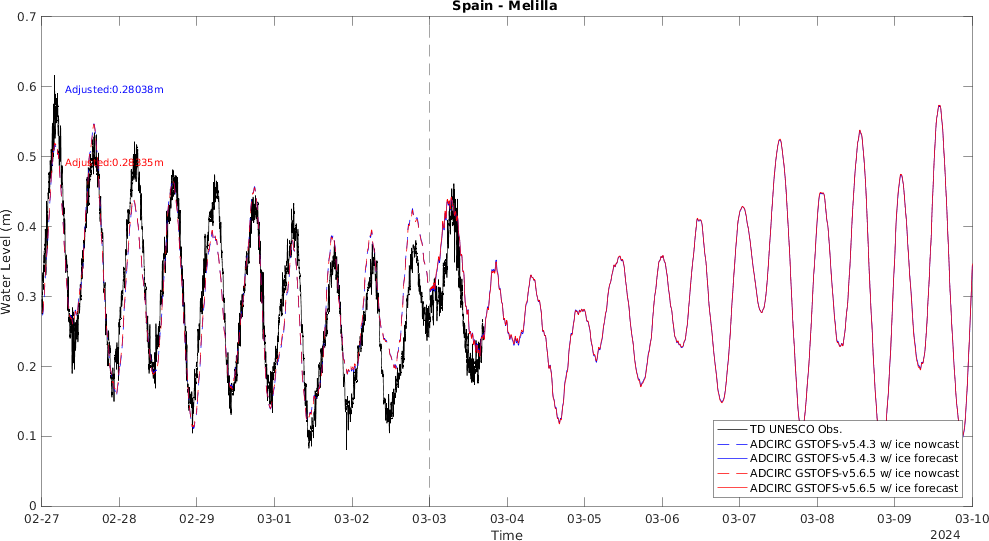 Spain - Melilla
Water Level (m)
0.7
0.6
0.5
0.4
0.3
0.2
0.1
0
Adjusted:0.28038m
Adjusted:0.28335m
TD UNESCO Obs.
ADCIRC GSTOFS-v5.4.3 w/ ice nowcast
ADCIRC GSTOFS-v5.4.3 w/ ice forecast
ADCIRC GSTOFS-v5.6.5 w/ ice nowcast
ADCIRC GSTOFS-v5.6.5 w/ ice forecast
02-27 02-28 02-29 03-01 03-02 03-03 03-04 03-05 03-06 03-07 03-08 03-09 03-10
Time
2024